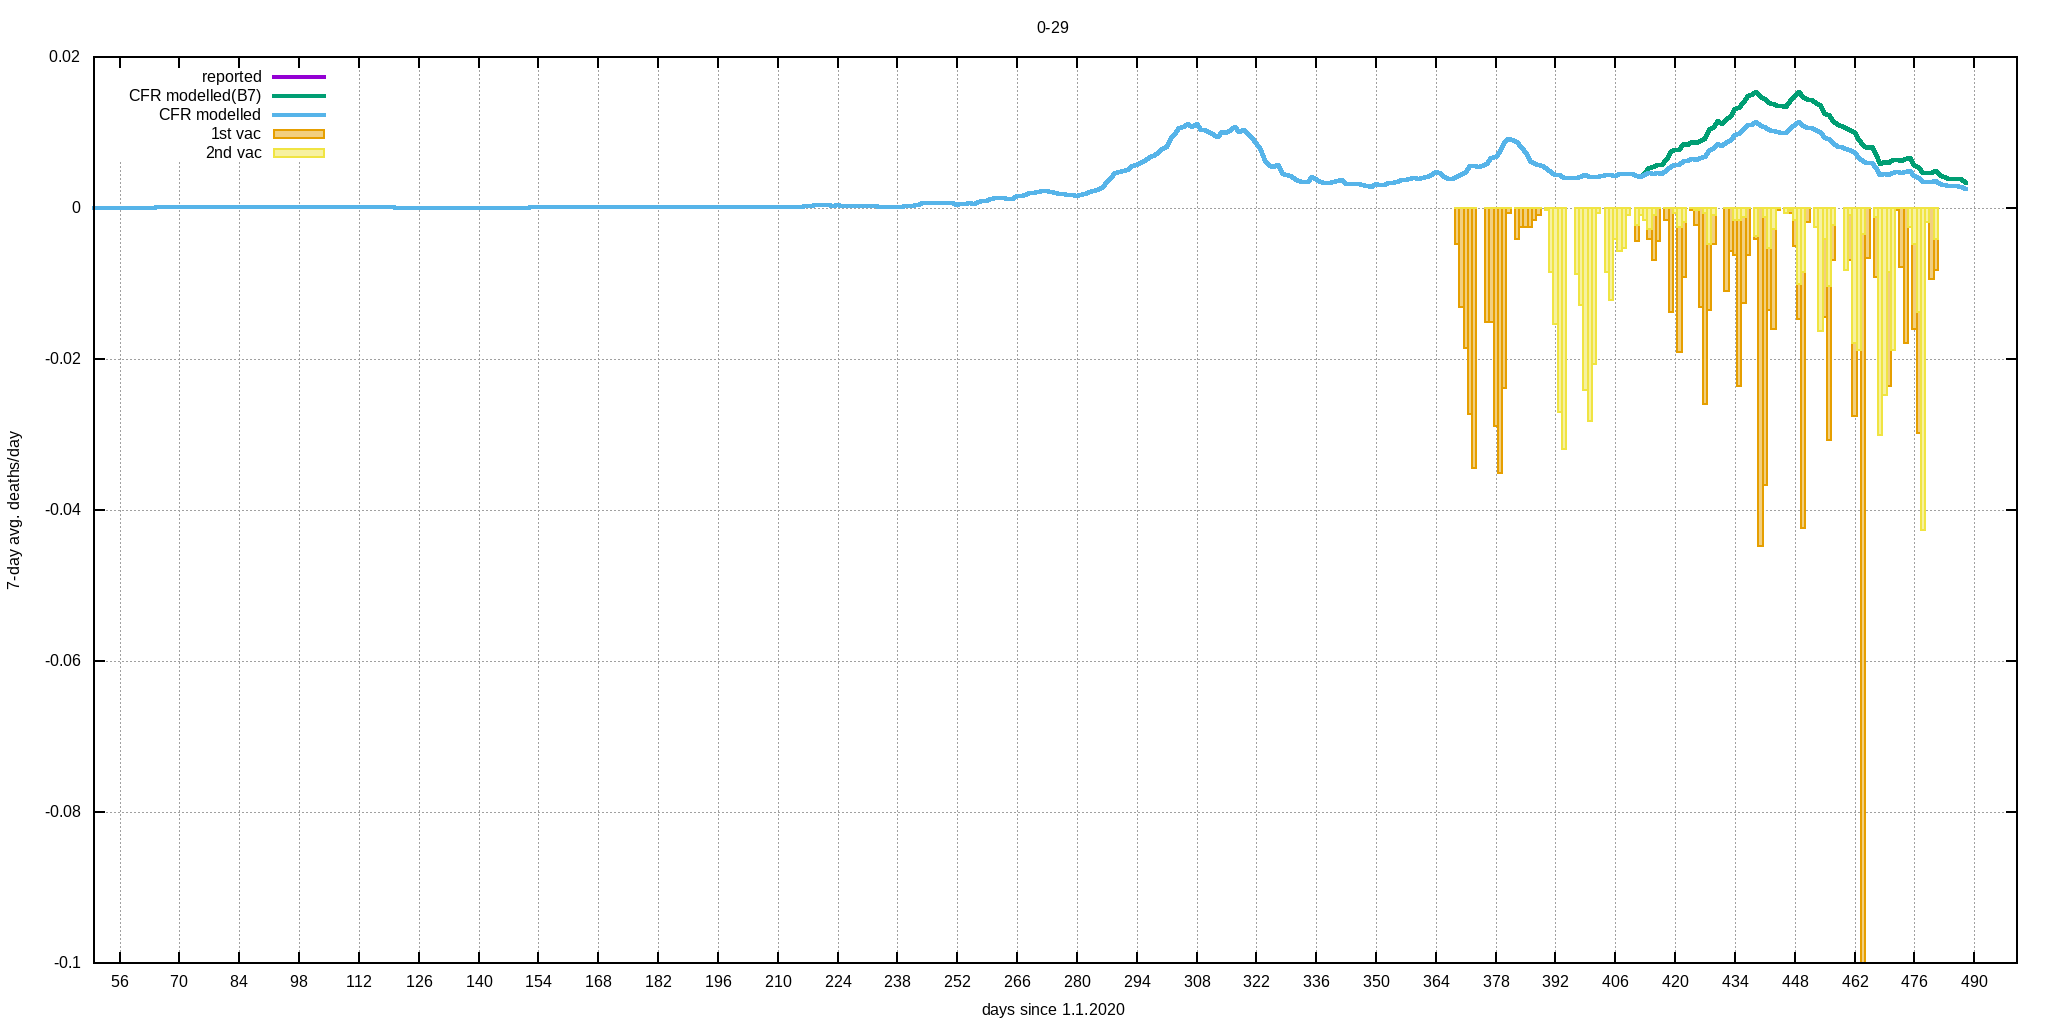 0-29
0.02
0
-0.02
-0.04
-0.06
-0.08
-0.1
7-day avg. deaths/day
reported
CFR modelled(B7)
CFR modelled
1st vac
2nd vac
56 70 84 98 112 126 140 154 168 182 196 210 224 238 252 266 280 294 308 322 336 350 364 378 392 406 420 434 448 462 476 490
days since 1.1.2020